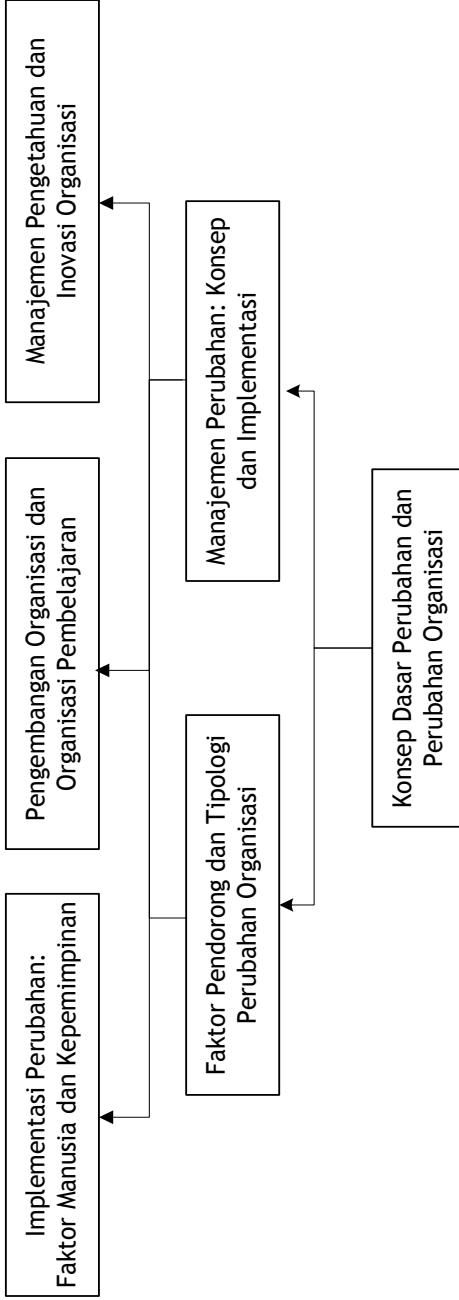 Implementasi Perubahan:
Faktor Manusia dan Kepemimpinan
Pengembangan Organisasi dan
Organisasi Pembelajaran
Manajemen Pengetahuan dan
Inovasi Organisasi
Faktor Pendorong dan Tipologi
Perubahan Organisasi
Manajemen Perubahan: Konsep
dan Implementasi
Konsep Dasar Perubahan dan
Perubahan Organisasi